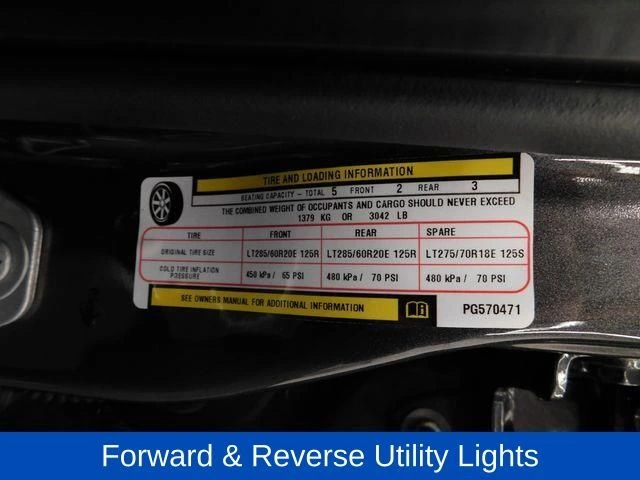 TIRE AND LOADING INFORMATION
SEATING CAPACITY - TOTAL 5 FRONT 2 REAR 3
THE COMBINED WEIGHT OF OCCUPANTS AND CARGO SHOULD NEVER EXCEED
1379 KG OR 3042 LB
TIRE FRONT REAR SPARE
ORIGINAL TIRE SIZE LT285/60R20E 125R LT285/60R20E 125R LT275/70R18E 125S
COLD TIRE INFLATION
PRESSURE 450 kPa / 65 PSI 480 kPa / 70 PSI 480 kPa / 70 PSI
SEE OWNERS MANUAL FOR ADDITIONAL INFORMATION
PG570471
Forward & Reverse Utility Lights